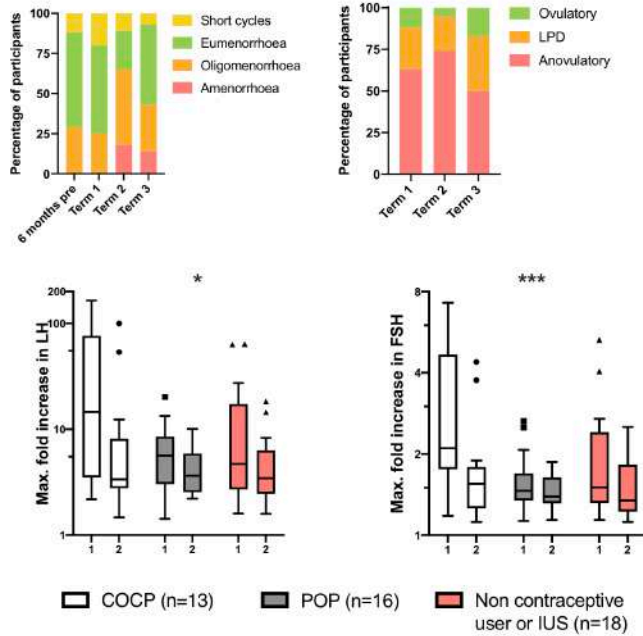 Percentage of participants
100
75
50
25
0
6 months pre
Term 1
Term 2
Term 3
Short cycles
Eumenorrhoea
Oligomenorrhoea
Amenorrhoea
Percentage of participants
100
75
50
25
0
Term 1
Term 2
Term 3
Ovulatory
LPD
Anovulatory
Max. fold increase in LH
200
100
10
1
*
1 2 1 2 1 2
Max. fold increase in FSH
8
4
2
1
***
1 2 1 2 1 2
COCP (n=13)
POP (n=16)
Non contraceptive
user or IUS (n=18)